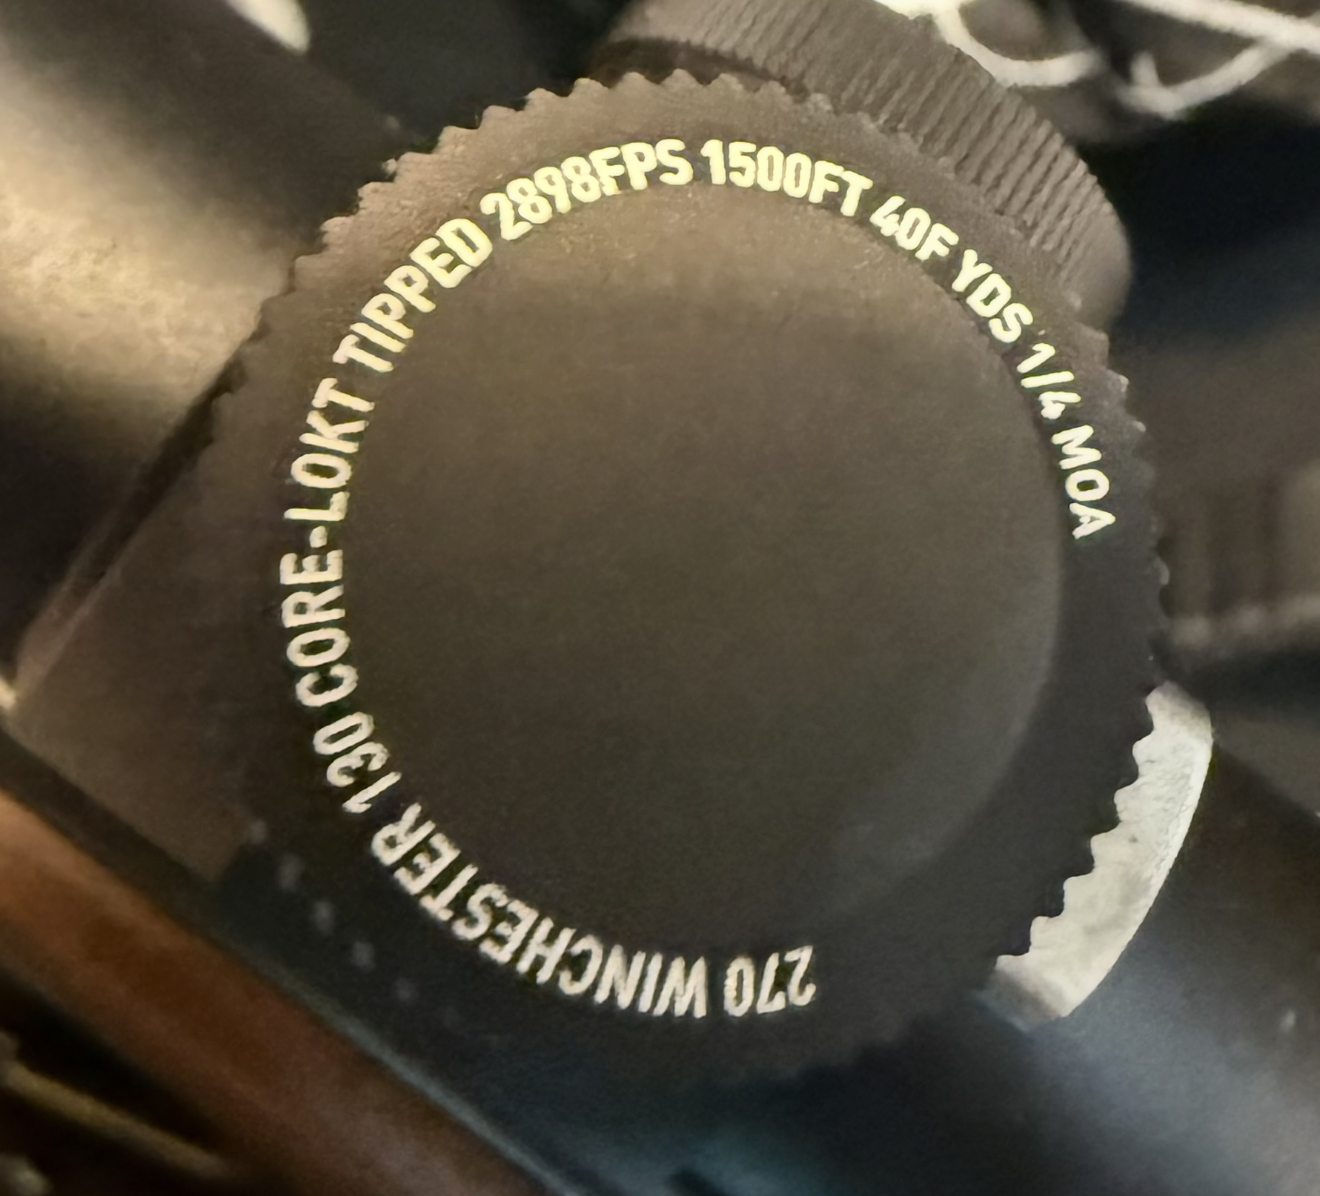 270 WINCHESTER 130 CORE-LOKT TIPPED 2898FPS 1500FT 40F YDS 1/4 MOA